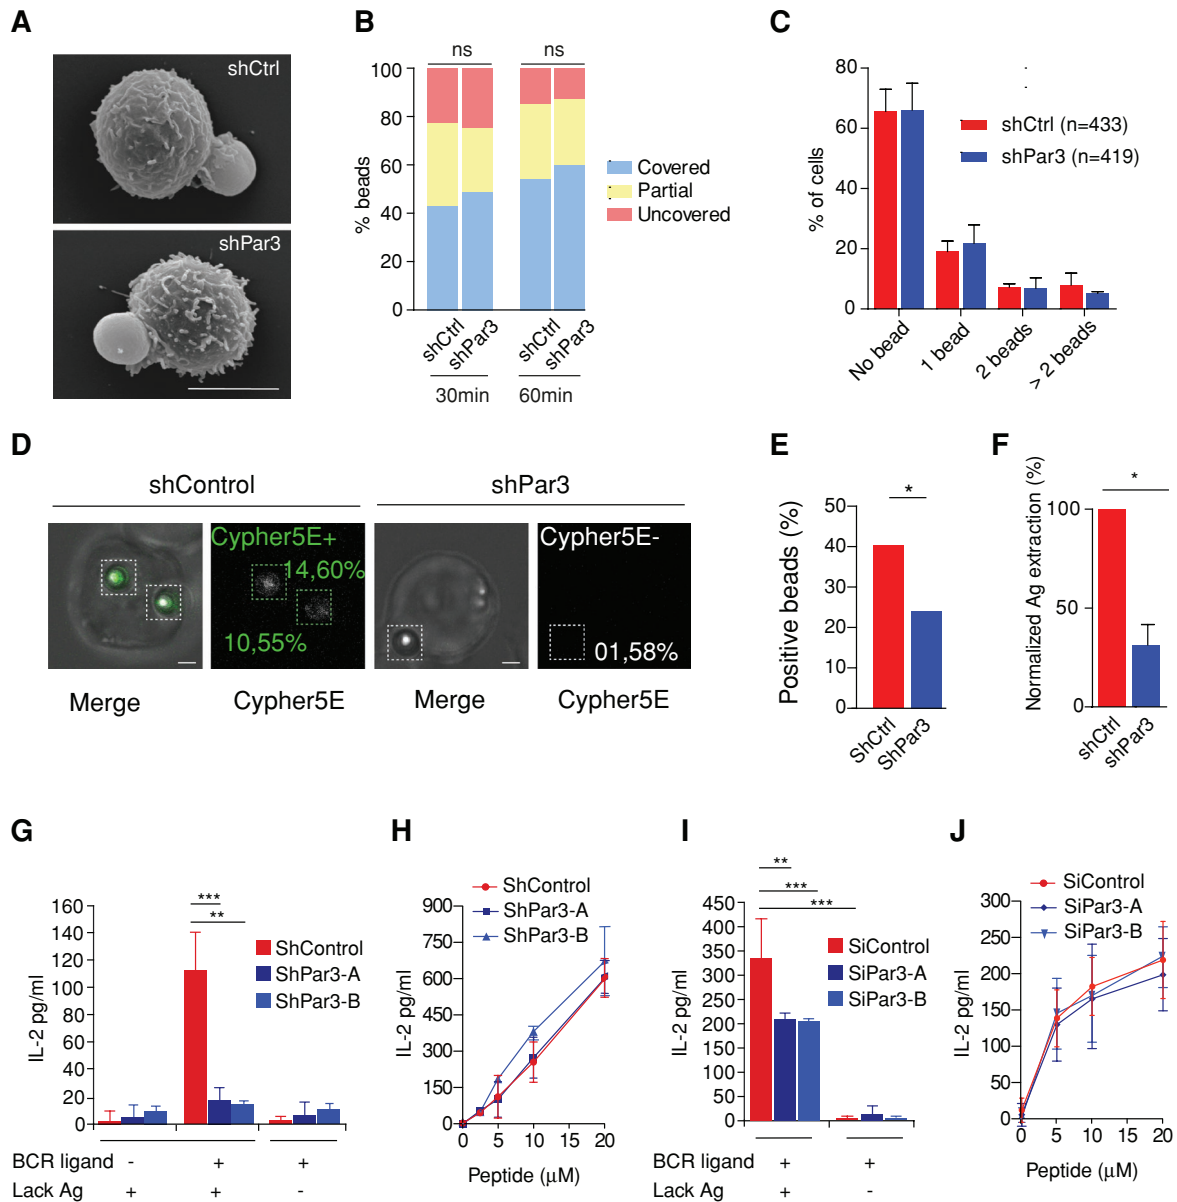 A
shCtrl
shPar3
B
ns
ns
100
80
60
40
20
0
% beads
shCtrl
shPar3
shCtrl
shPar3
30min
60min
Covered
Partial
Uncovered
C
80
60
40
20
0
% of cells
shCtrl (n=433)
shPar3 (n=419)
No bead
1 bead
2 beads
> 2 beads
D
shControl
shPar3
Cypher5E+
14,60%
10,55%
Cypher5E-
01,58%
Merge
Cypher5E
Merge
Cypher5E
E
*
50
40
30
20
10
0
Positive beads (%)
ShCtrl
ShPar3
F
*
100
50
0
Normalized Ag extraction (%)
shCtrl
shPar3
G
***
**
160
140
120
100
80
60
40
20
0
IL-2 pg/ml
ShControl
ShPar3-A
ShPar3-B
BCR ligand - + +
Lack Ag + + -
H
ShControl
ShPar3-A
ShPar3-B
900
750
600
450
300
150
0
IL-2 pg/ml
0 5 10 20
Peptide (μM)
I
**
***
***
450
400
350
300
250
200
150
100
50
0
IL-2 pg/ml
SiControl
SiPar3-A
SiPar3-B
BCR ligand + +
Lack Ag + -
J
SiControl
SiPar3-A
SiPar3-B
300
250
200
150
100
50
0
IL-2 pg/ml
0 5 10 15 20
Peptide (μM)